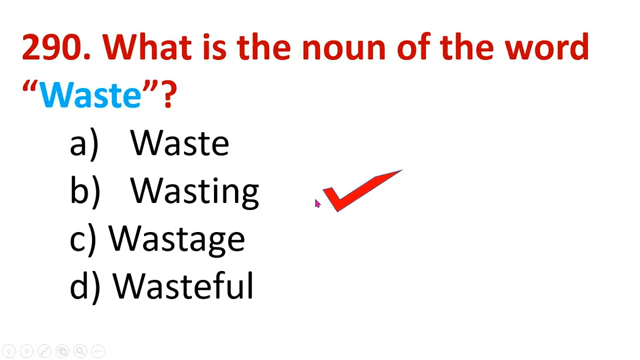 290. What is the noun of the word
“Waste”?
a) Waste
b) Wasting
c) Wastage
d) Wasteful